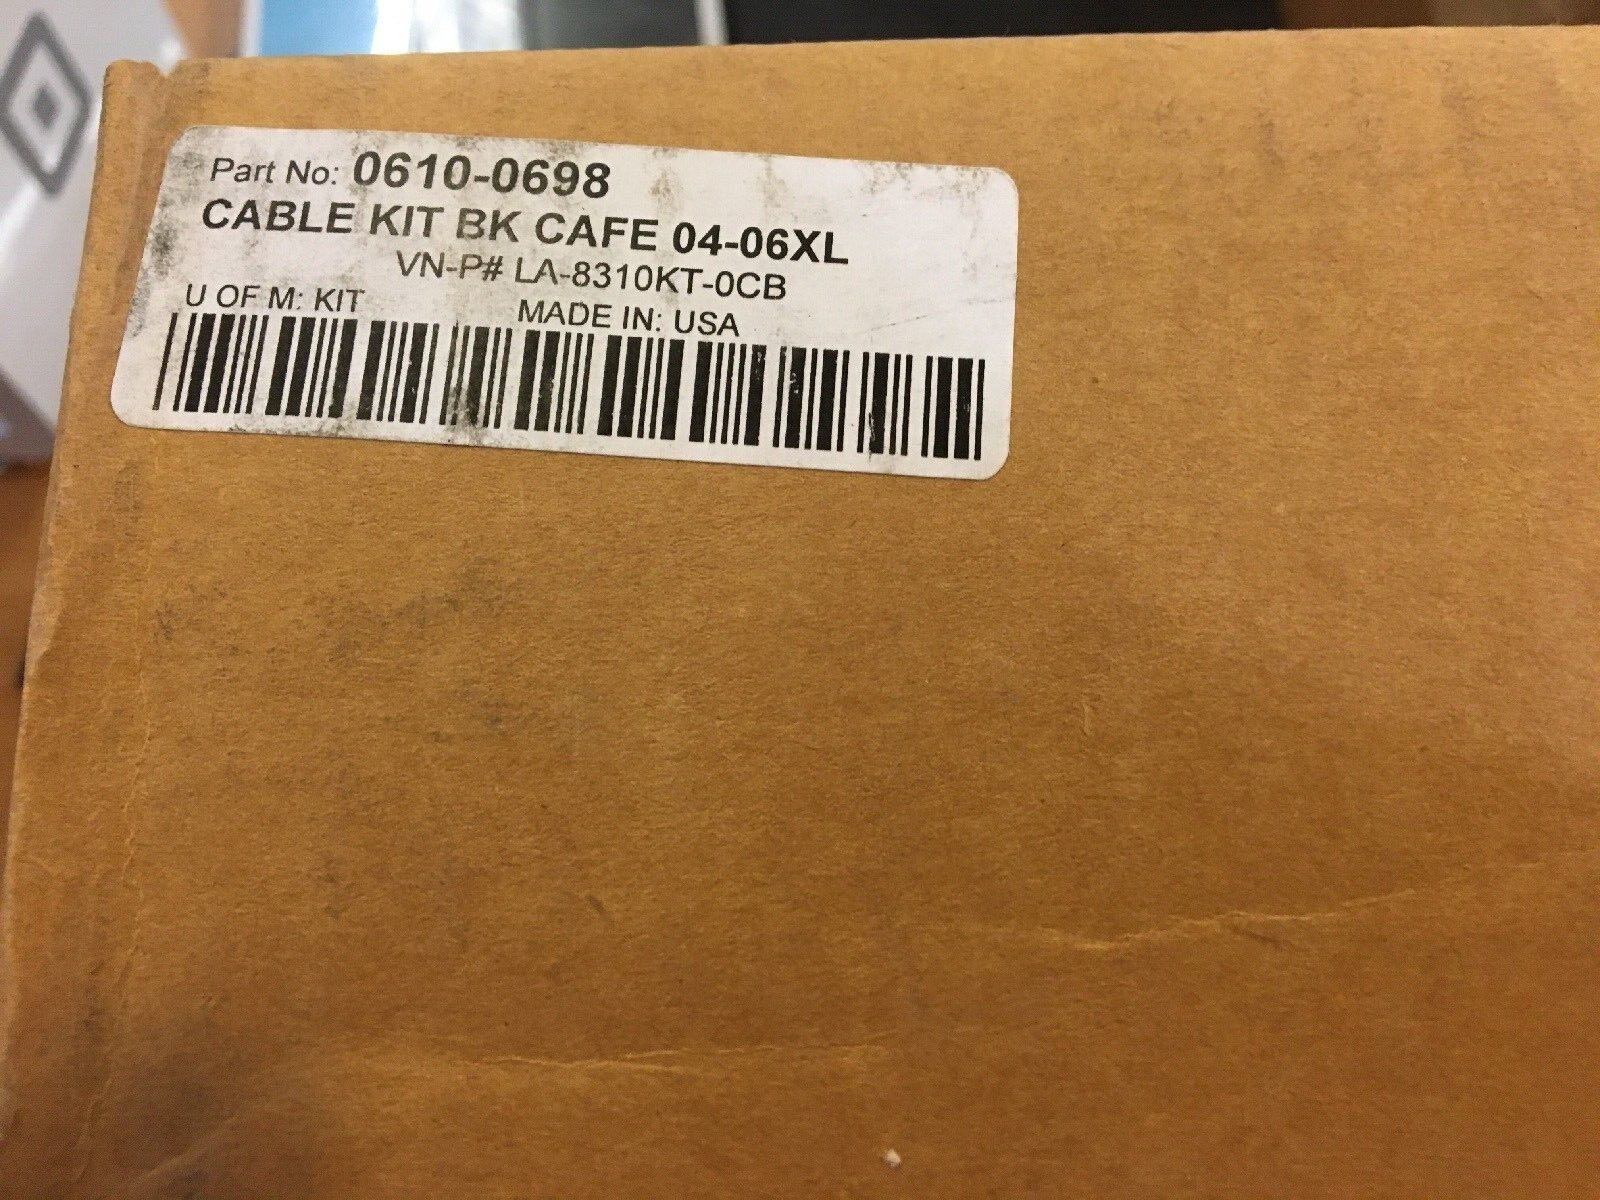 Part No: 0610-0698
CABLE KIT BK CAFE 04-06XL
VN-P# LA-8310KT-0CB
U OF M: KIT MADE IN: USA